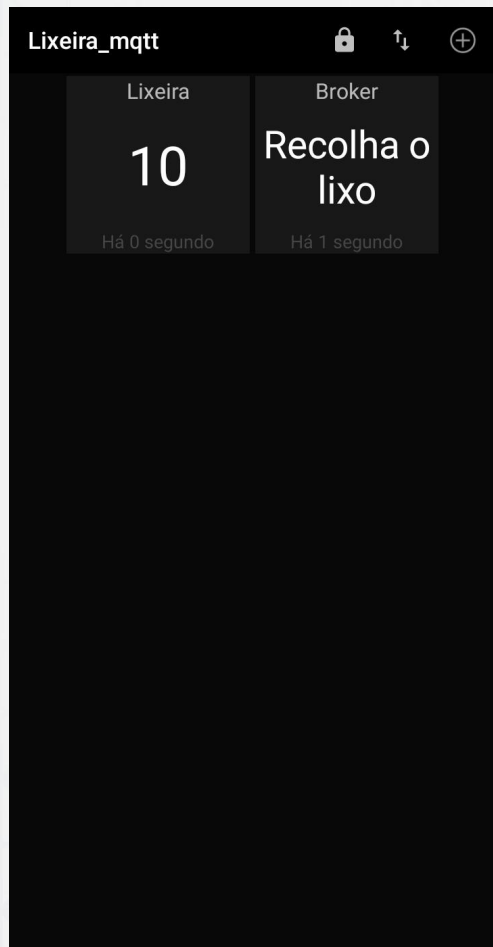 Lixeira_mqtt
Lixeira
10
Há 0 segundo
Broker
Recolha o
lixo
Há 1 segundo